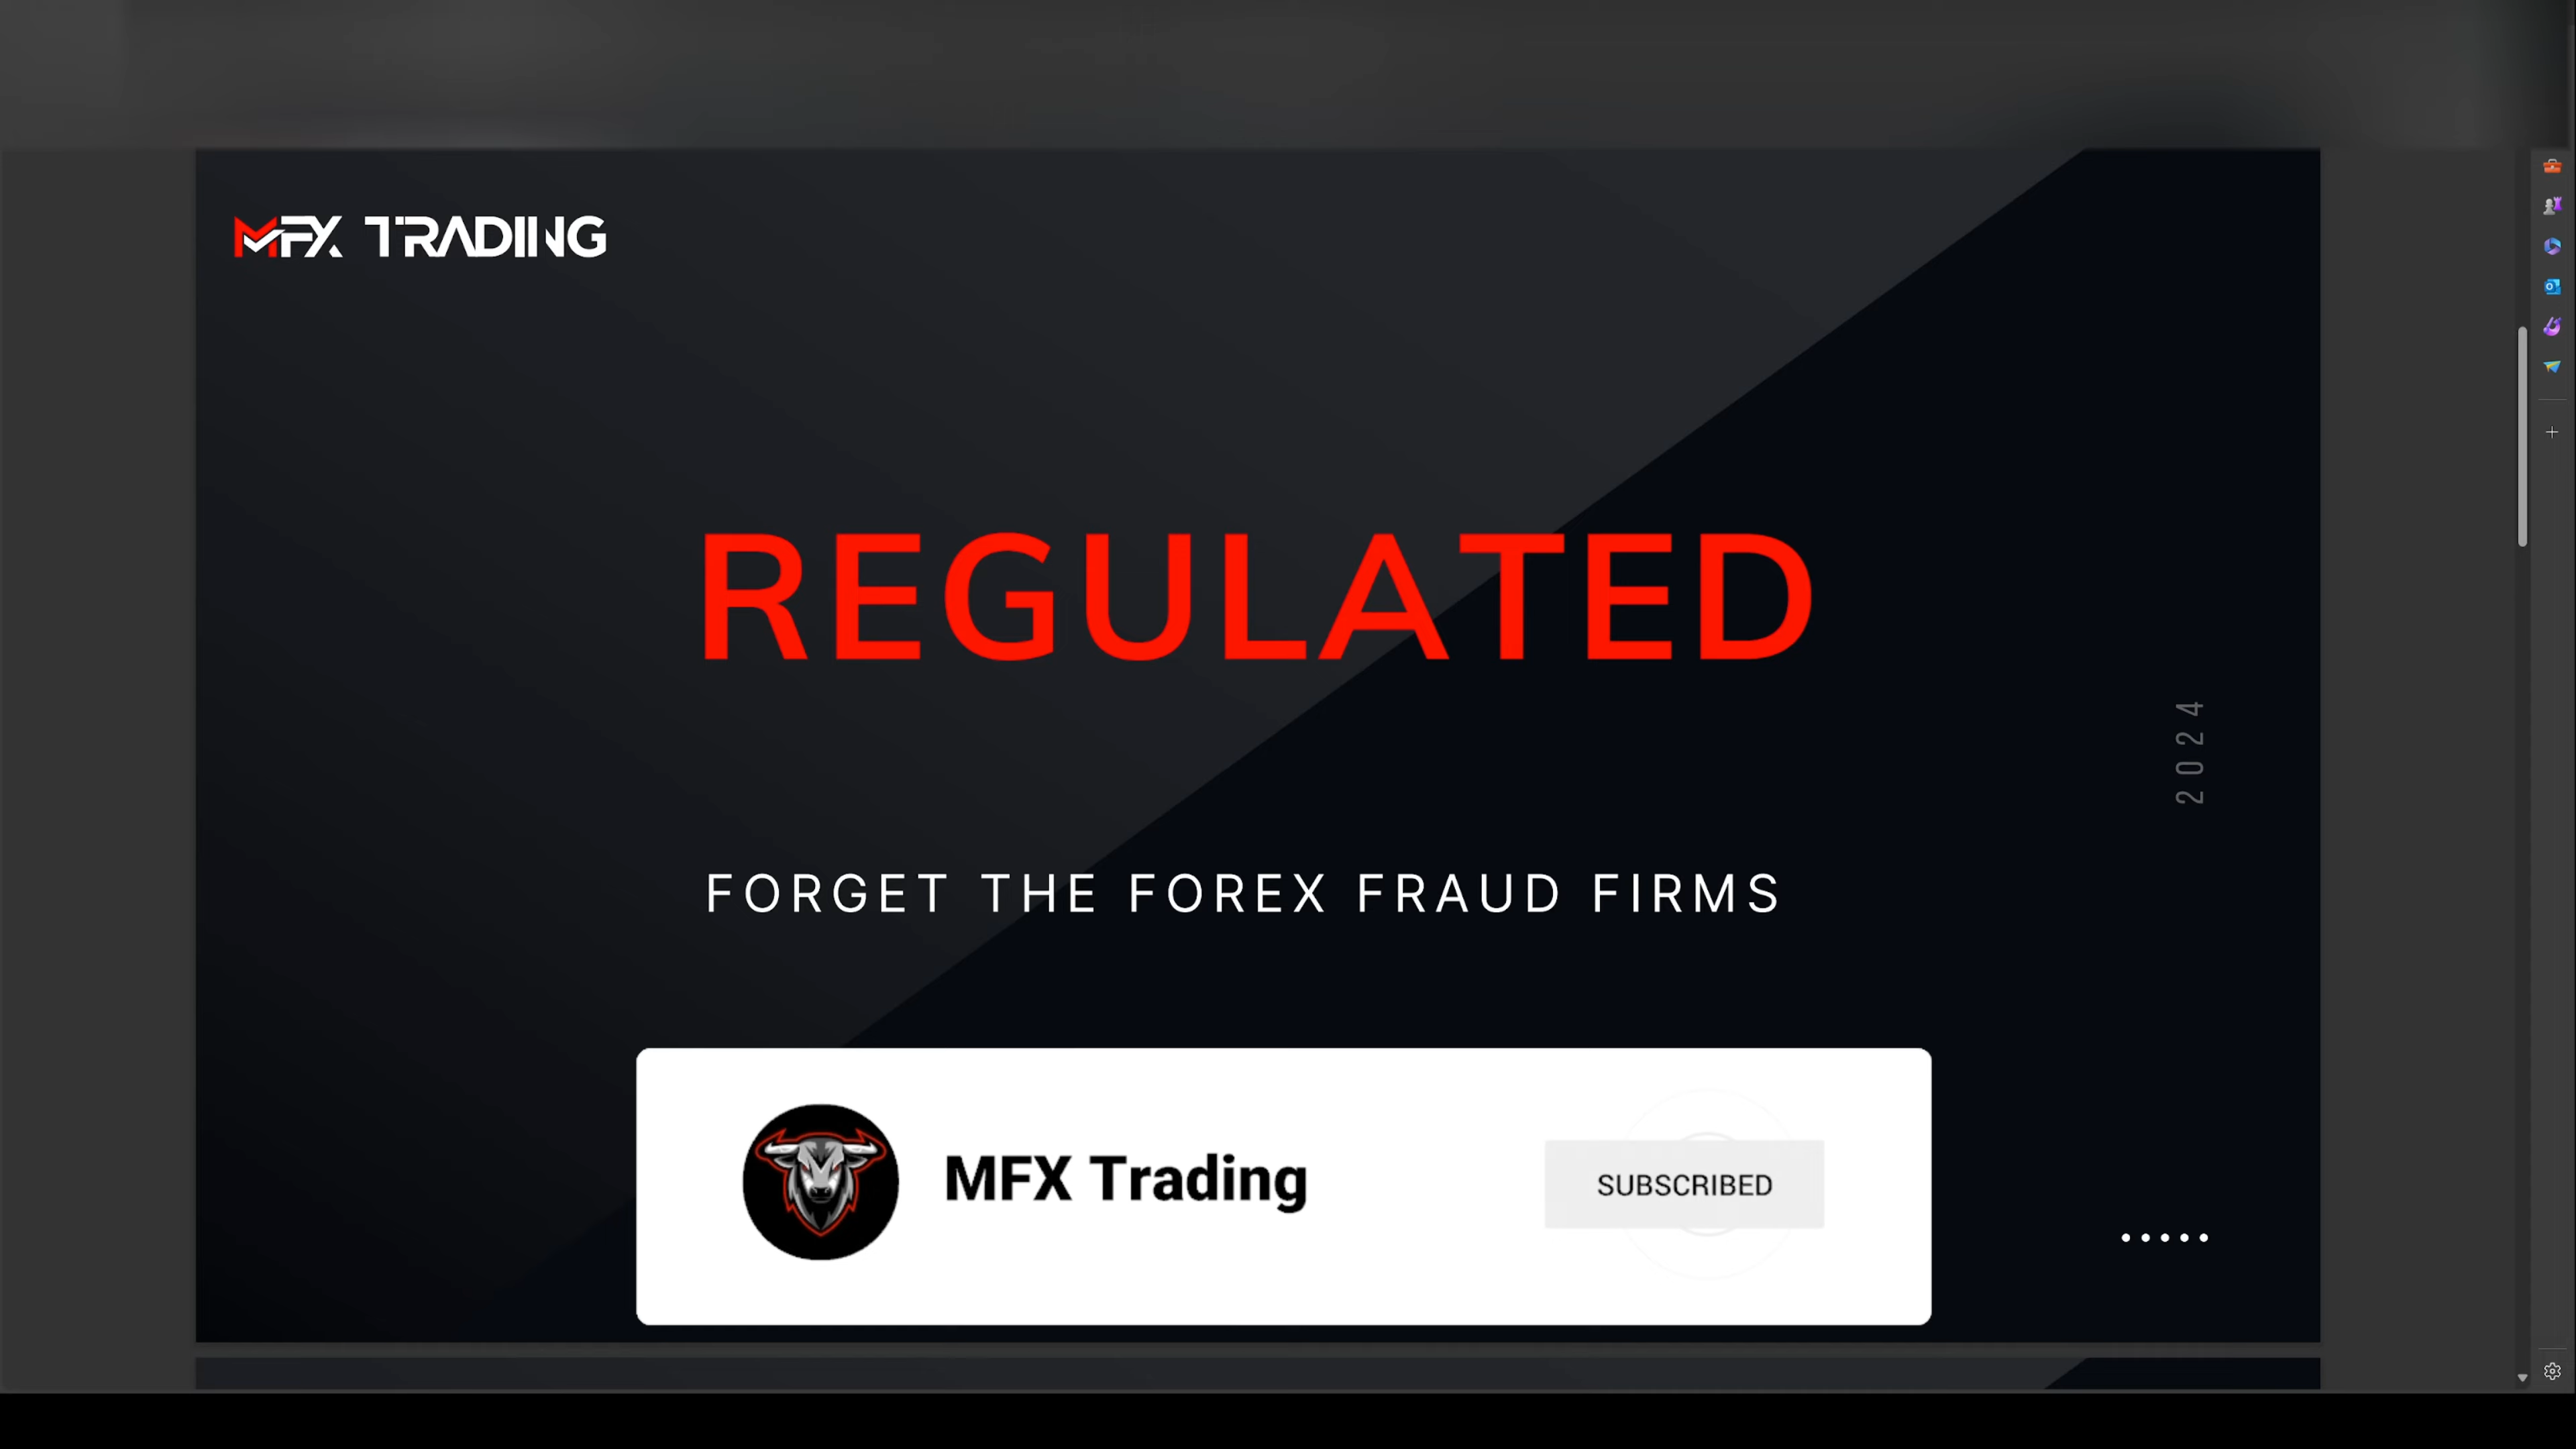 MFX TRADING
REGULATED
2024
FORGET THE FOREX FRAUD FIRMS
MFX Trading
SUBSCRIBED